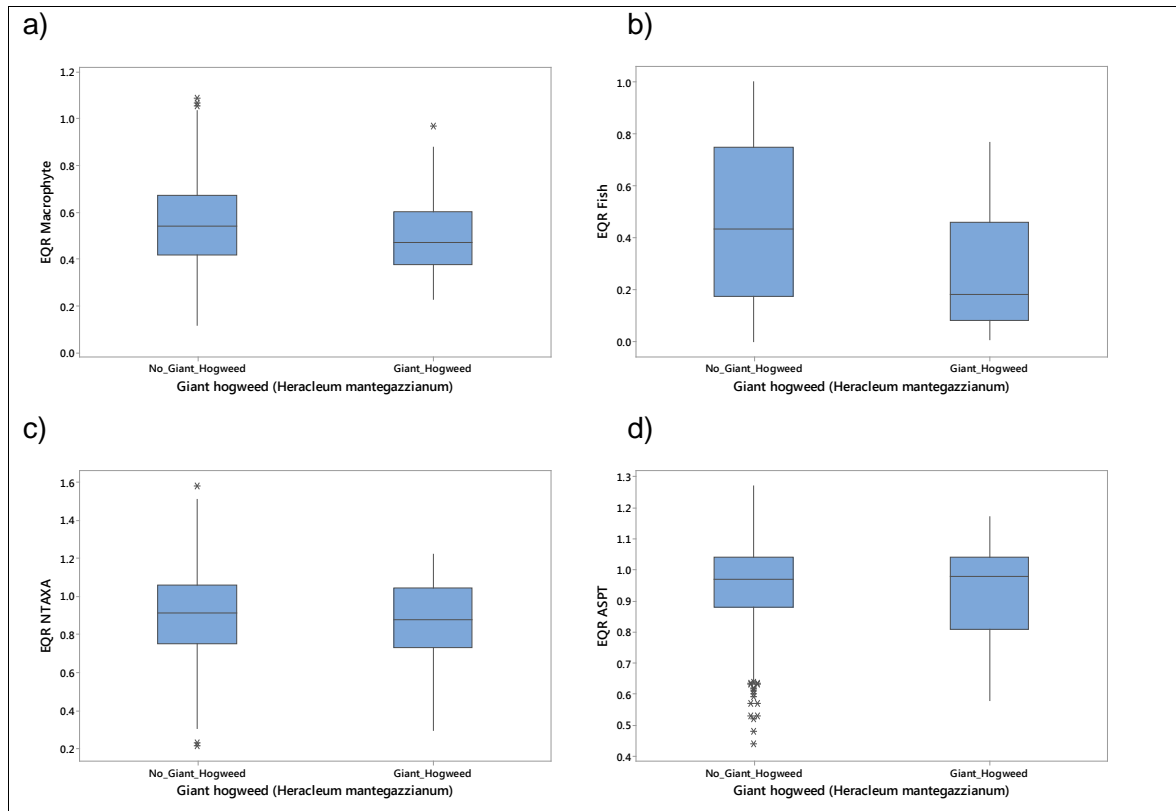 a)
1.2
1.0
0.8
0.6
0.4
0.2
0.0
EQR Macrophyte
No_Giant_Hogweed Giant_Hogweed
Giant hogweed (Heracleum mantegazzianum)
b)
1.0
0.8
0.6
0.4
0.2
0.0
EQR Fish
No_Giant_Hogweed Giant_Hogweed
Giant hogweed (Heracleum mantegazzianum)
c)
1.6
1.4
1.2
1.0
0.8
0.6
0.4
0.2
EQR NTAXA
No_Giant_Hogweed Giant_Hogweed
Giant hogweed (Heracleum mantegazzianum)
d)
1.3
1.2
1.1
1.0
0.9
0.8
0.7
0.6
0.5
0.4
EQR ASPT
No_Giant_Hogweed Giant_Hogweed
Giant hogweed (Heracleum mantegazzianum)